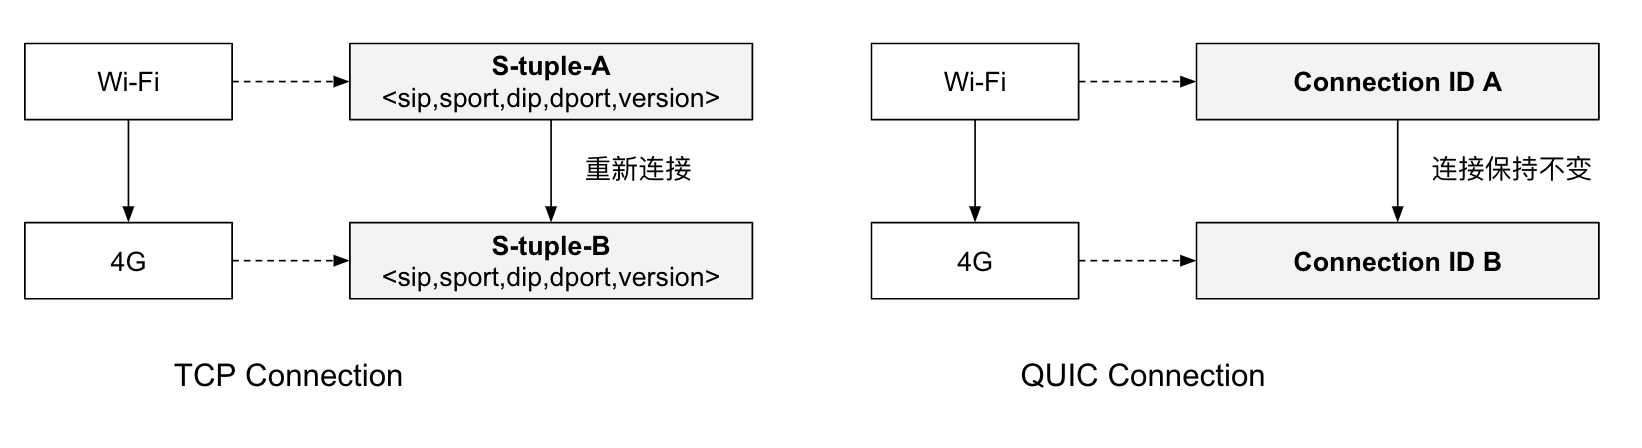 Wi-Fi
S-tuple-A
<sip,sport,dip,dport,version>
重新连接
4G
S-tuple-B
<sip,sport,dip,dport,version>
TCP Connection
Wi-Fi
Connection ID A
连接保持不变
4G
Connection ID B
QUIC Connection